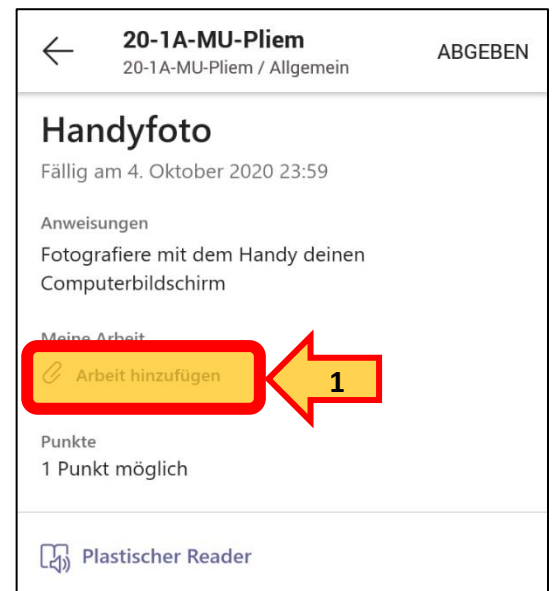 20-1A-MU-Pliem
20-1A-MU-Pliem / Allgemein
ABGEBEN
Handyfoto
Fällig am 4. Oktober 2020 23:59
Anweisungen
Fotografiere mit dem Handy deinen
Computerbildschirm
Meine Arbeit
Arbeit hinzufügen
1
Punkte
1 Punkt möglich
Plastischer Reader